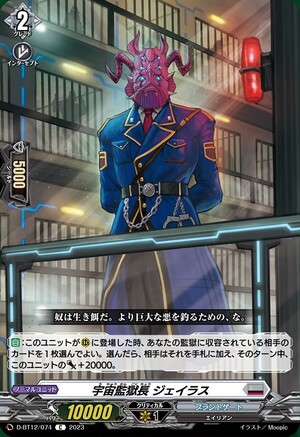 2
グレード
インターセプト
5000
シールド
奴は生き餌だ。より巨大な悪を釣るための、な。
このユニットが
に登場した時、あなたの監獄に収容されている相手の
カードを1枚選んでよい。選んだら、相手はそれを手札に加え、そのターン中、
このユニットの
+20000。
ノーマルユニット
宇宙監獄長 ジェイラス
パワー
10000
クリティカル
1
ブラントゲート
エイリアン
D-BT12/074 C 2023
イラスト/ Moopic